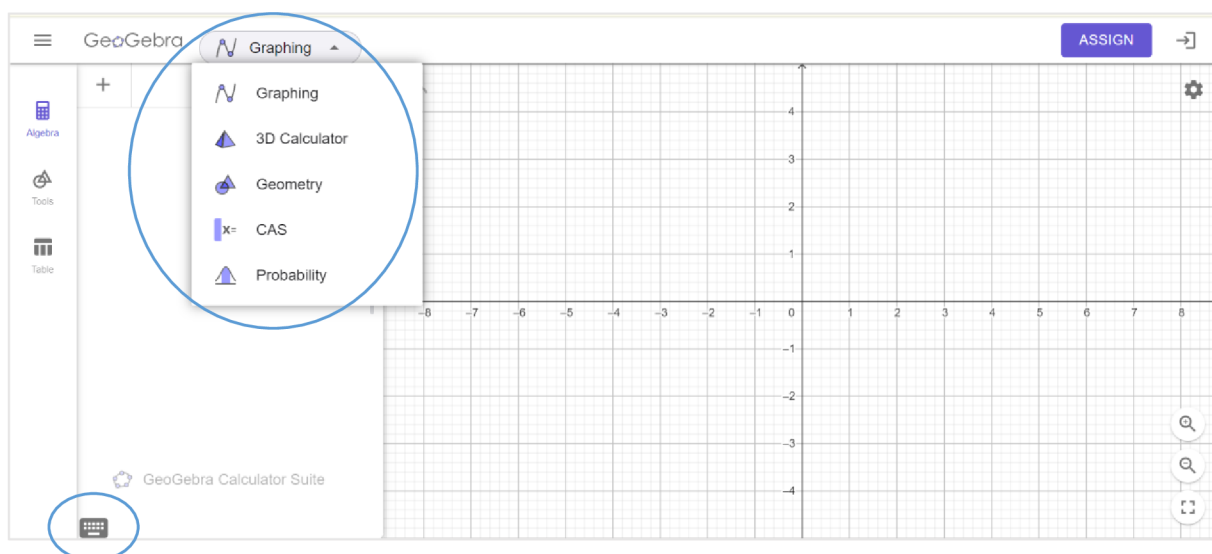 GeoGebra
Graphing
ASSIGN
+
Algebra
Tools
Table
Graphing
3D Calculator
Geometry
x= CAS
Probability
4
3
2
1
-8 -7 -6 -5 -4 -3 -2 -1 0 1 2 3 4 5 6 7 8
-1
-2
-3
-4
GeoGebra Calculator Suite